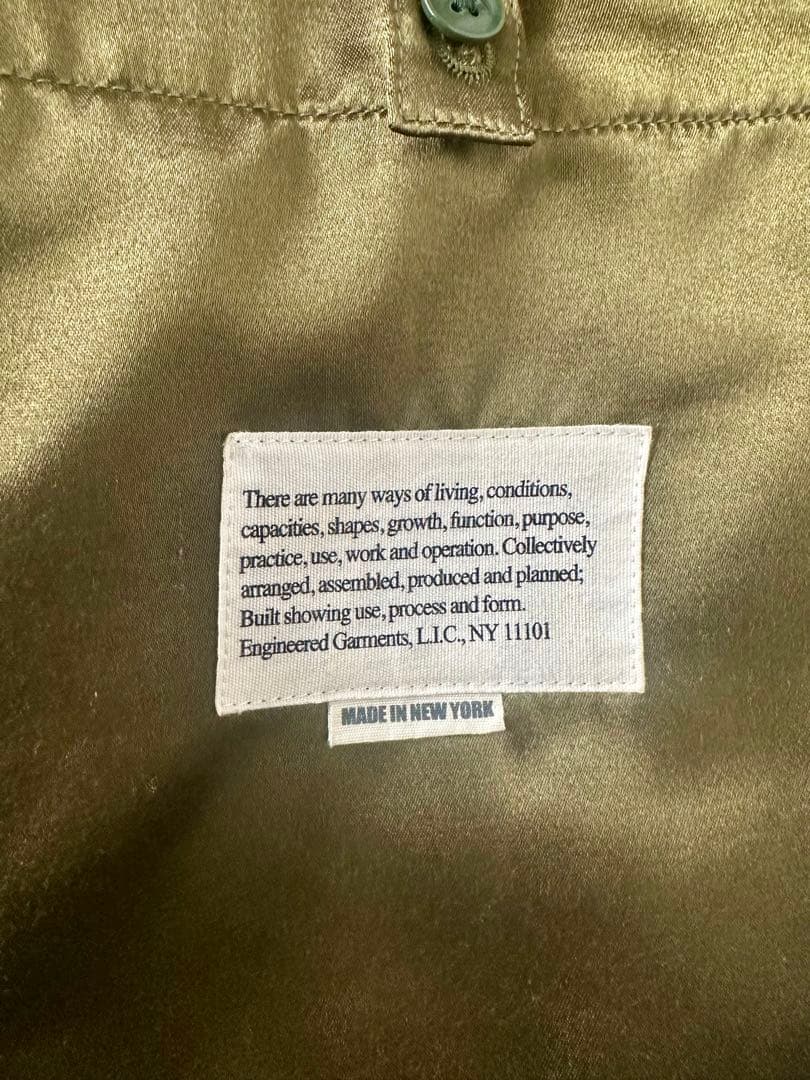 There are many ways of living, conditions,
capacities, shapes, growth, function, purpose,
practice, use, work and operation. Collectively
arranged, assembled, produced and planned;
Built showing use, process and form.
Engineered Garments, L.I.C., NY 11101
MADE IN NEW YORK